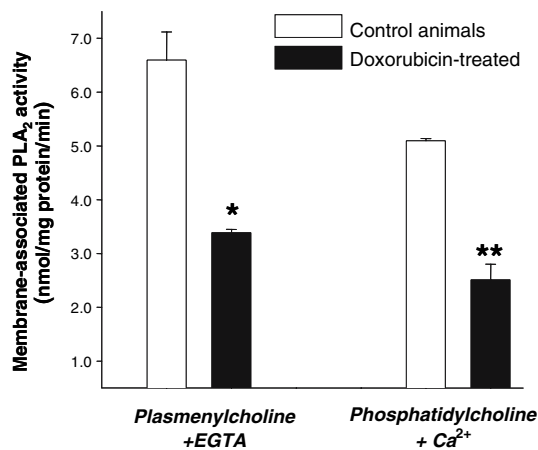 Control animals
Doxorubicin-treated
Membrane-associated PLA2 activity
(nmol/mg protein/min)
7.0
6.0
5.0
4.0
3.0
2.0
1.0
*
**
Plasmenylcholine
+EGTA
Phosphatidylcholine
+ Ca2+